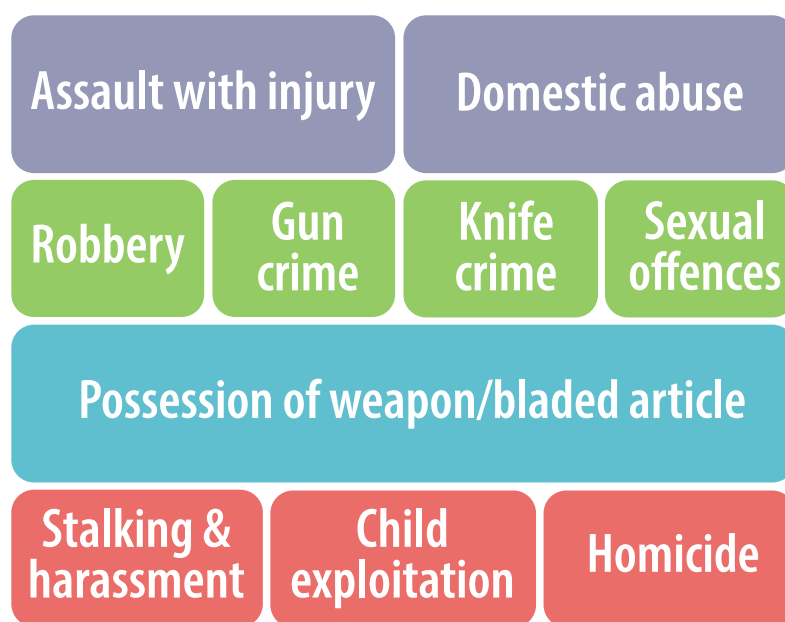 Assault with injury
Domestic abuse
Robbery
Gun
crime
Knife
crime
Sexual
offences
Possession of weapon/bladed article
Stalking &
harassment
Child
exploitation
Homicide